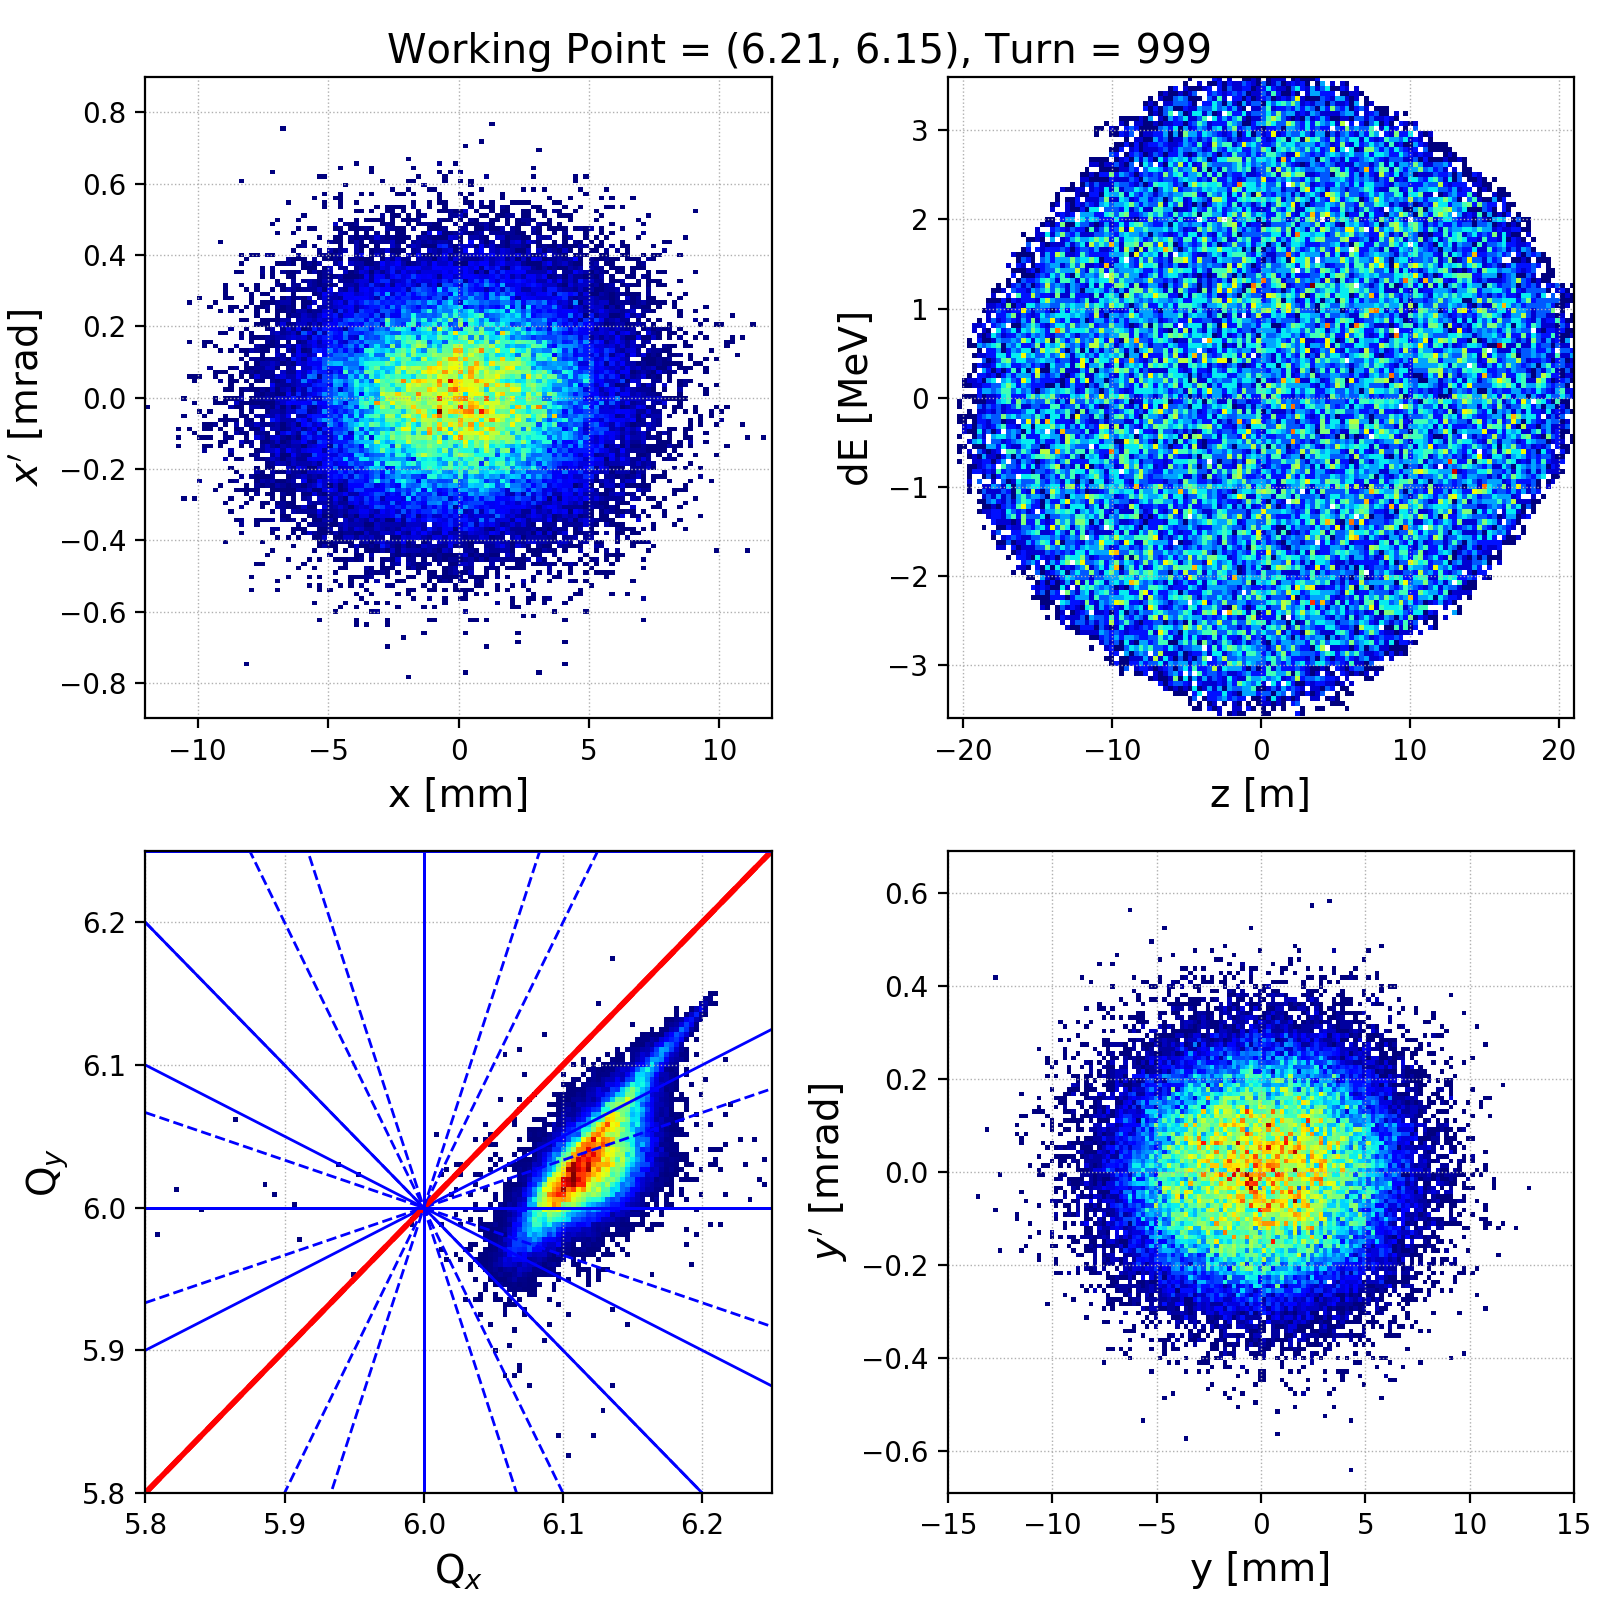 Working Point = (6.21, 6.15), Turn = 999
0.8
0.6
0.4
0.2
0.0
−0.2
−0.4
−0.6
−0.8
x′ [mrad]
−10 −5 0 5 10
x [mm]
3
2
1
0
−1
−2
−3
dE [MeV]
−20 −10 0 10 20
z [m]
6.2
6.1
6.0
5.9
5.8
Qy
5.8 5.9 6.0 6.1 6.2
Qx
0.6
0.4
0.2
0.0
−0.2
−0.4
−0.6
y′ [mrad]
−15 −10 −5 0 5 10 15
y [mm]